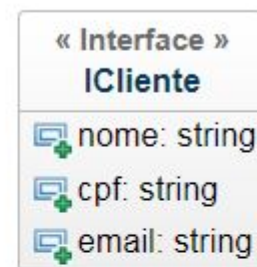 « Interface »
ICliente
nome: string
cpf: string
email: string